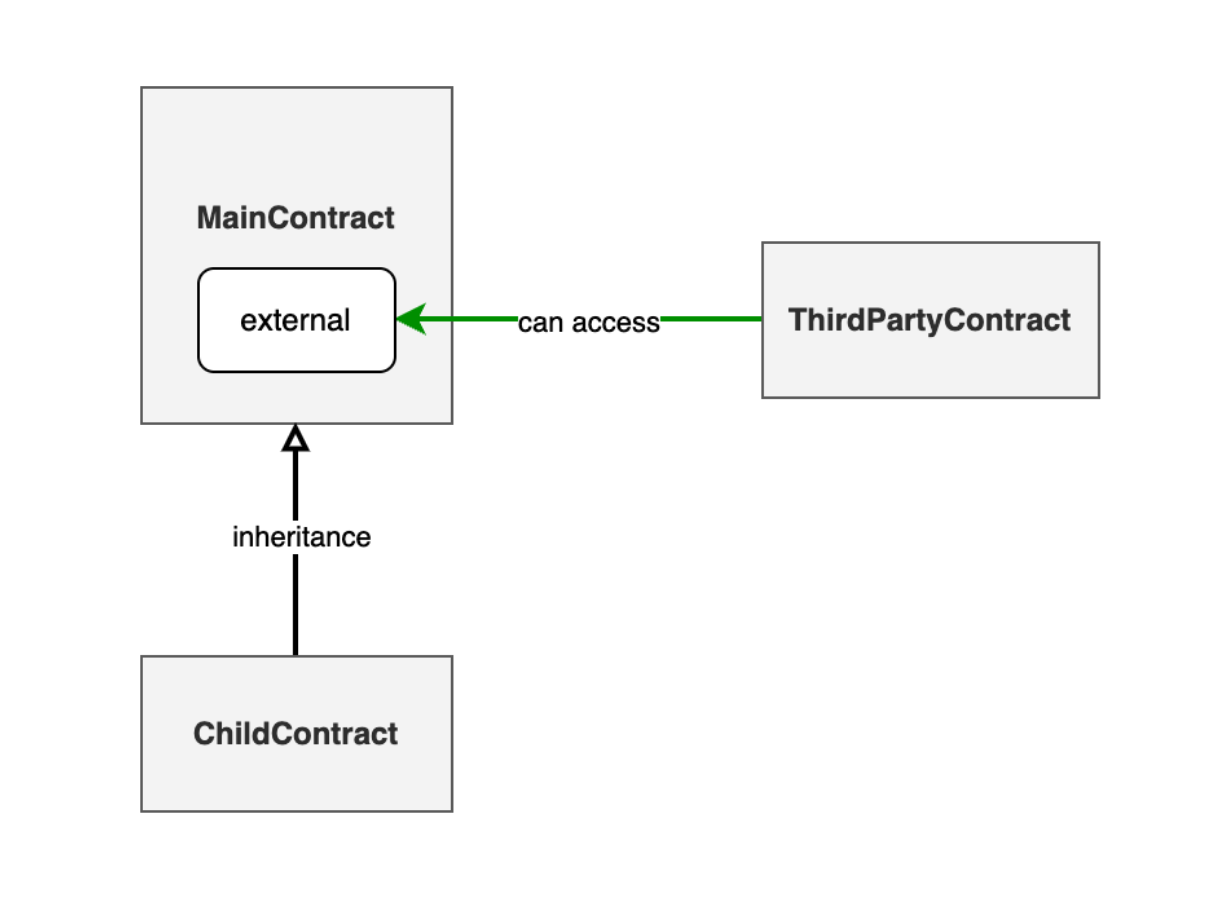 MainContract
external
can access
ThirdPartyContract
inheritance
ChildContract